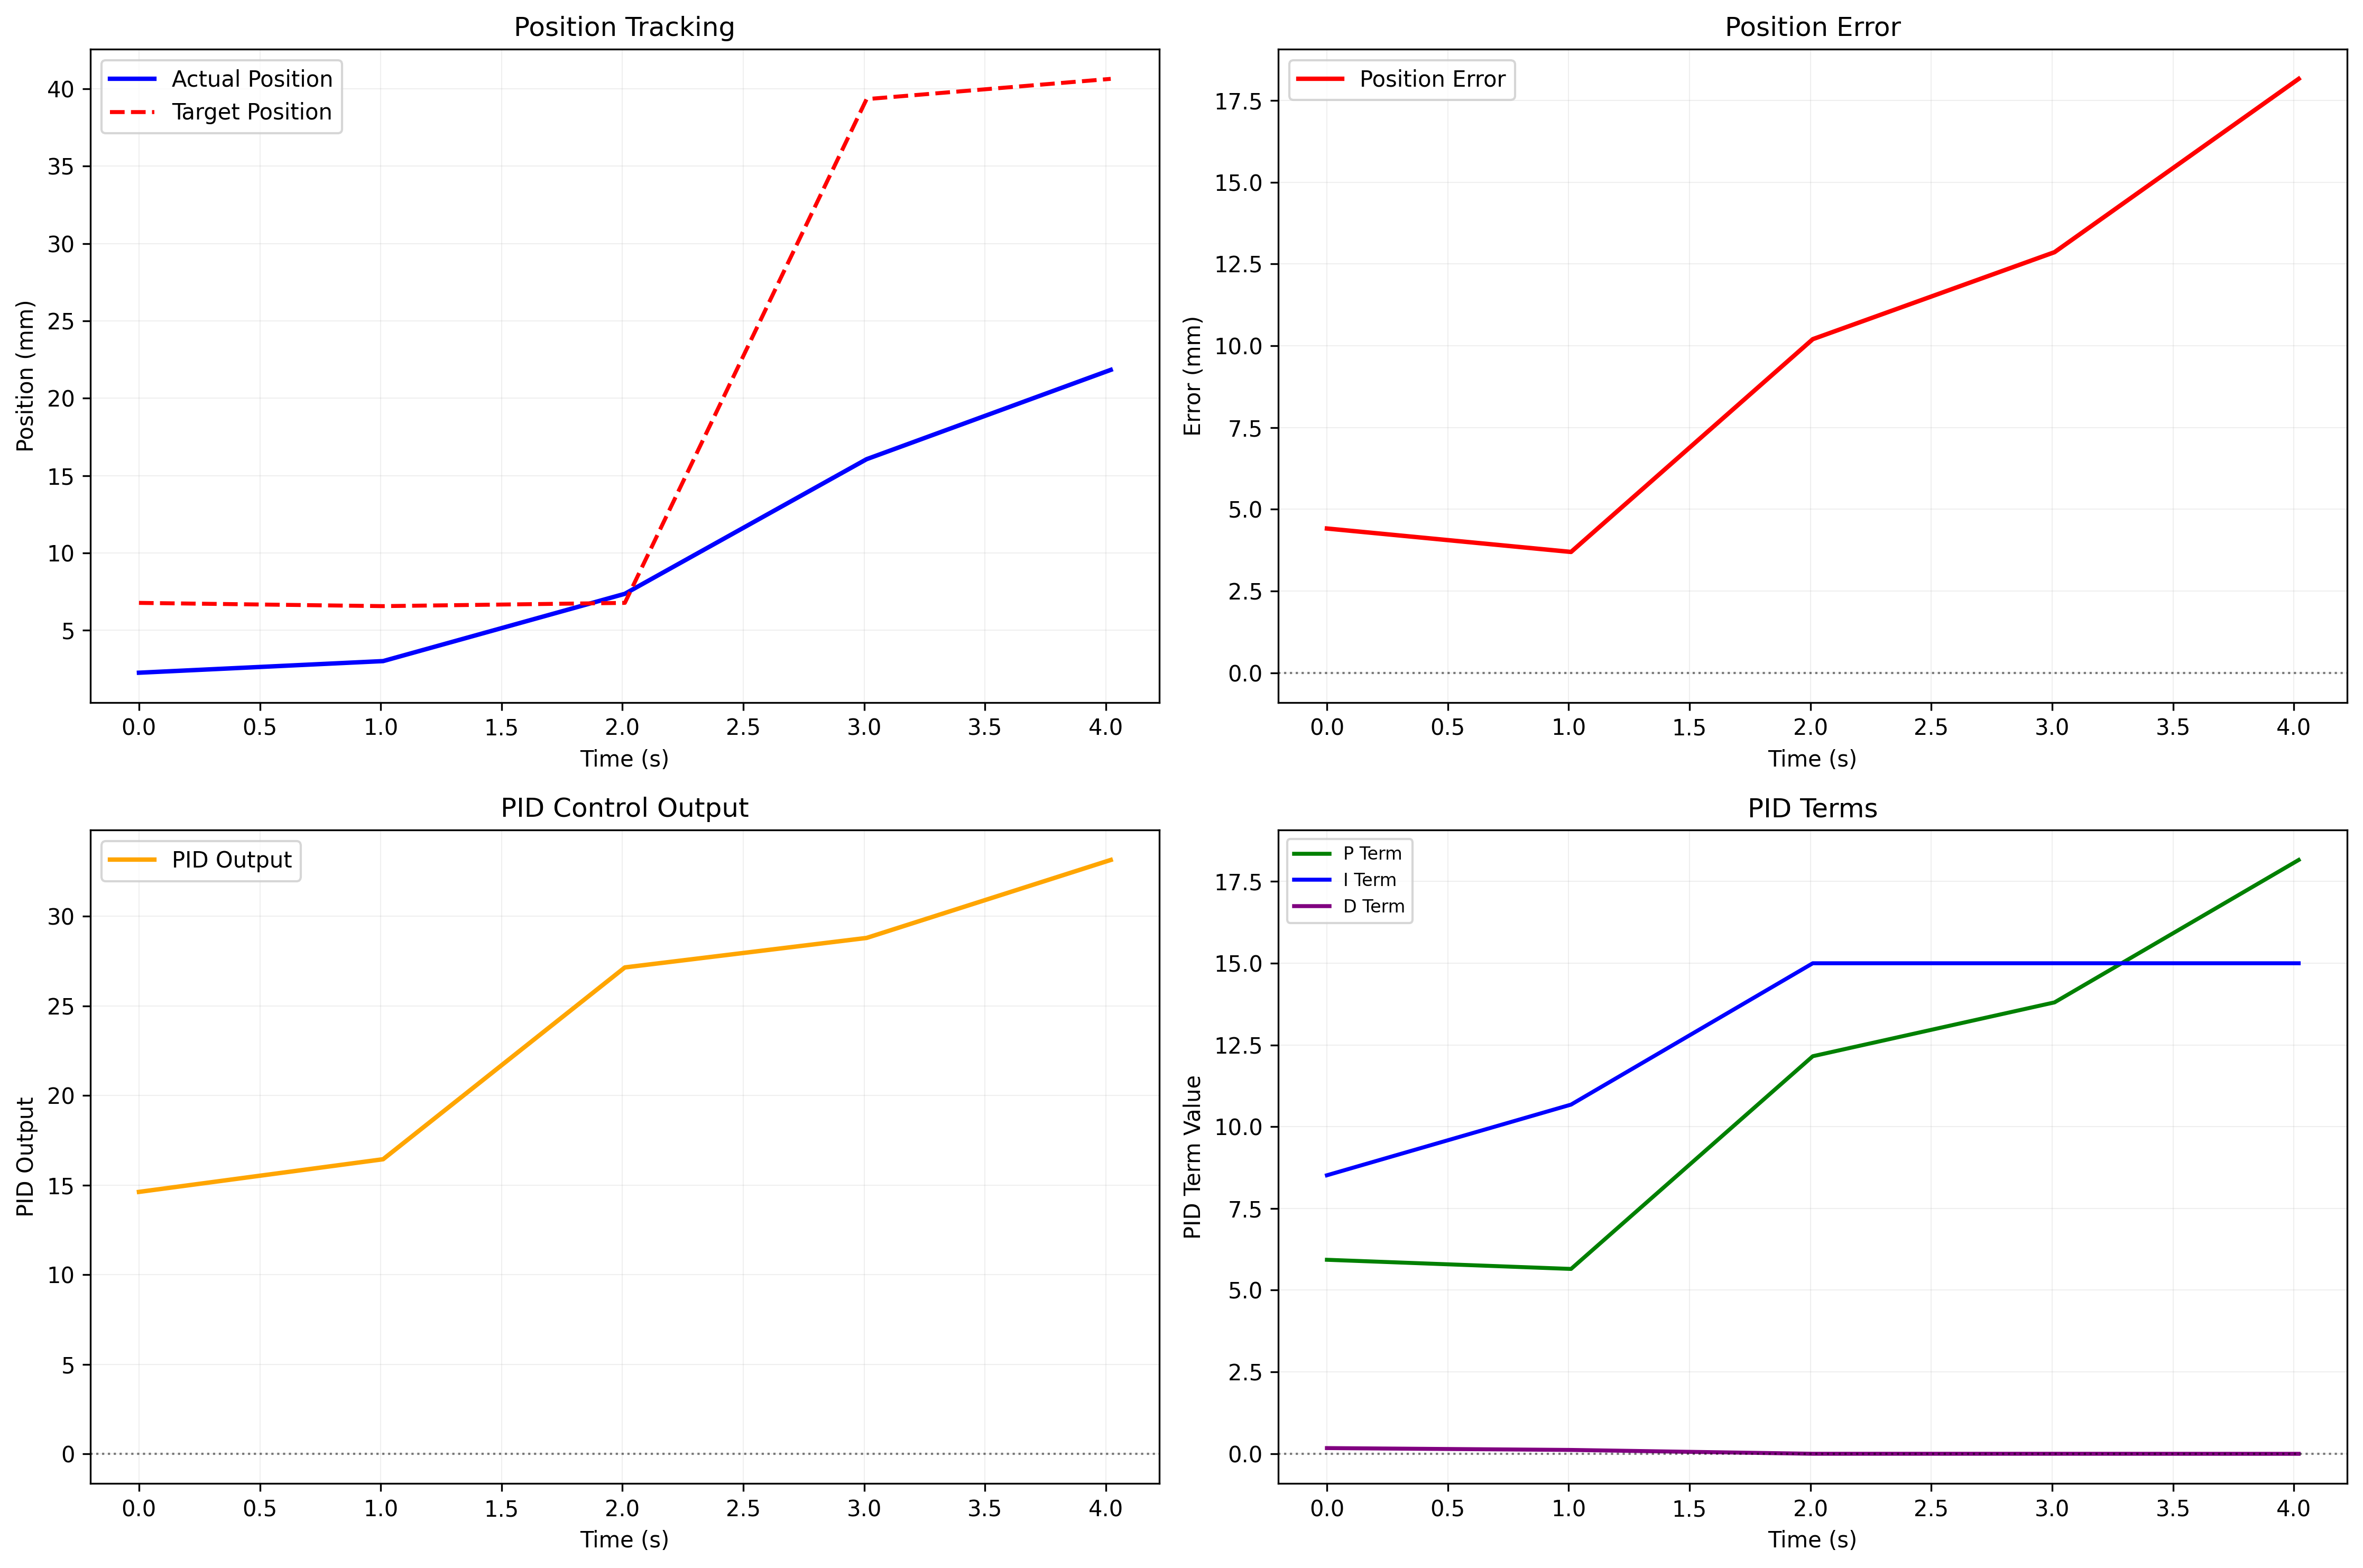 Position Tracking
Actual Position
Target Position
40
35
30
25
20
15
10
5
Position (mm)
0.0 0.5 1.0 1.5 2.0 2.5 3.0 3.5 4.0
Time (s)
Position Error
Position Error
17.5
15.0
12.5
10.0
7.5
5.0
2.5
0.0
Error (mm)
0.0 0.5 1.0 1.5 2.0 2.5 3.0 3.5 4.0
Time (s)
PID Control Output
PID Output
30
25
20
15
10
5
0
PID Output
0.0 0.5 1.0 1.5 2.0 2.5 3.0 3.5 4.0
Time (s)
PID Terms
P Term
I Term
D Term
17.5
15.0
12.5
10.0
7.5
5.0
2.5
0.0
PID Term Value
0.0 0.5 1.0 1.5 2.0 2.5 3.0 3.5 4.0
Time (s)